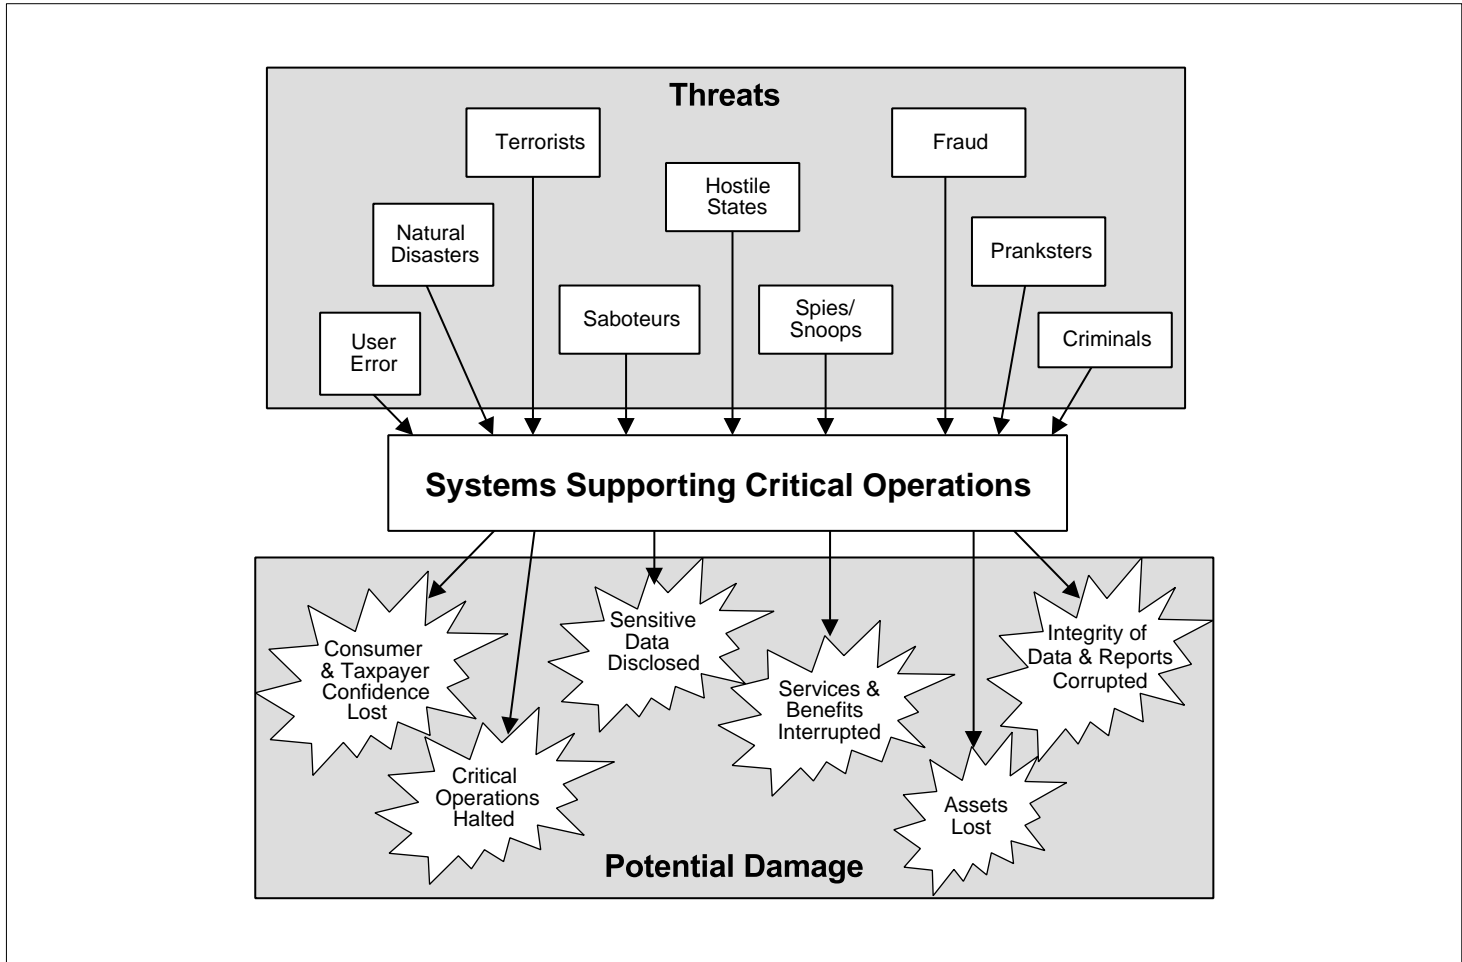 Threats
Terrorists
Fraud
Hostile
States
Natural
Disasters
Pranksters
Saboteurs
Spies/
Snoops
User
Error
Criminals
Systems Supporting Critical Operations
Consumer
& Taxpayer
Confidence
Lost
Sensitive
Data
Disclosed
Integrity of
Data & Reports
Corrupted
Services &
Benefits
Interrupted
Critical
Operations
Halted
Assets
Lost
Potential Damage